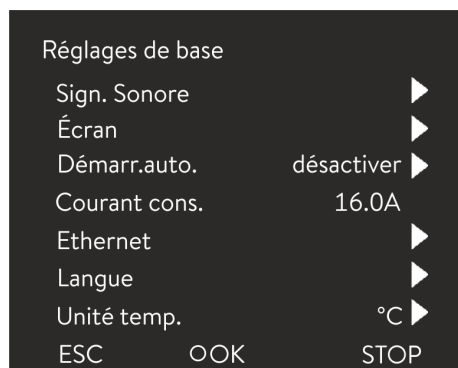 Réglages de base
Sign. Sonore
Écran
Démarr.auto. désactiver
Courant cons. 16.0A
Ethernet
Langue
Unité temp. °C
ESC OOK STOP